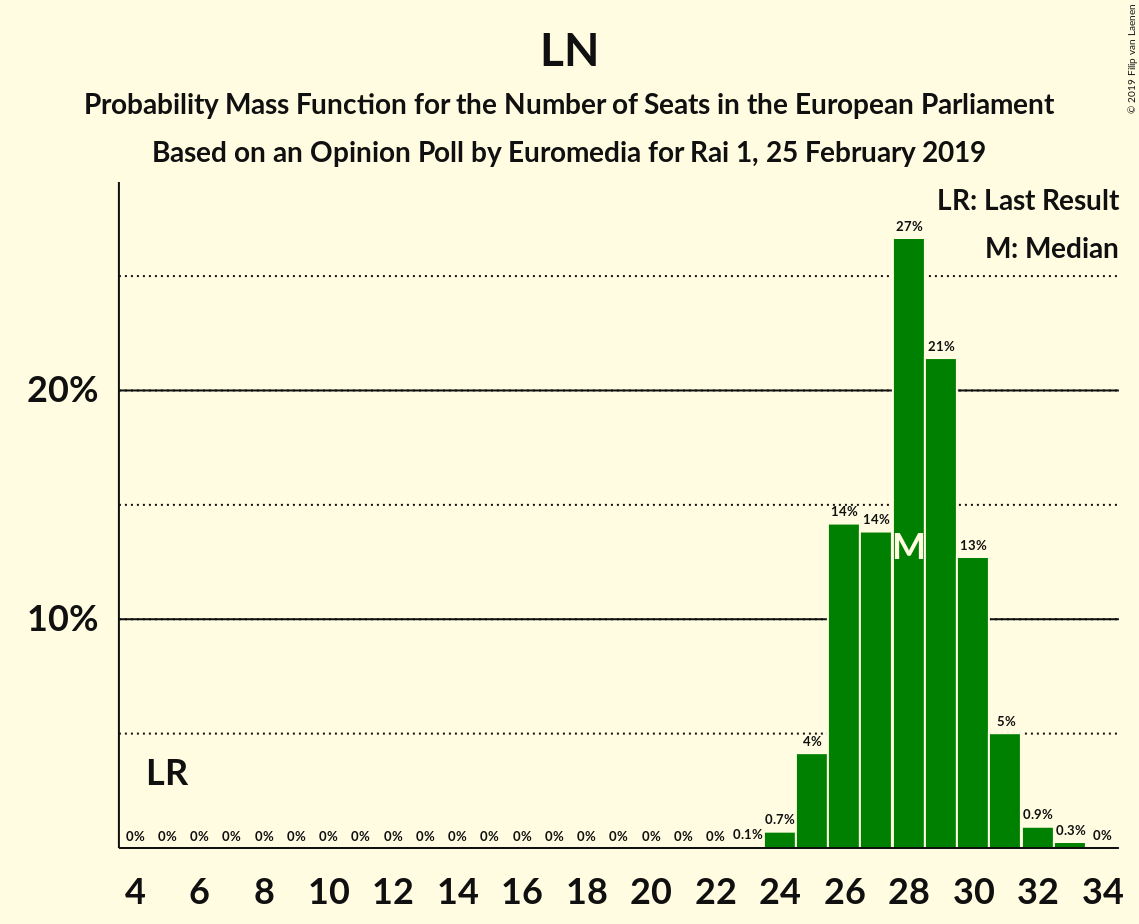 LN
Probability Mass Function for the Number of Seats in the European Parliament
Based on an Opinion Poll by Euromedia for Rai 1, 25 February 2019
© 2019 Filip van Laenen
LR: Last Result
M: Median
27%
21%
20%
14% 14%
M
13%
10%
5%
4%
LR
0% 0% 0% 0% 0% 0% 0% 0% 0% 0% 0% 0% 0% 0% 0% 0% 0% 0% 0% 0.1% 0.7% 0.9% 0.3% 0%
4 6 8 10 12 14 16 18 20 22 24 26 28 30 32 34